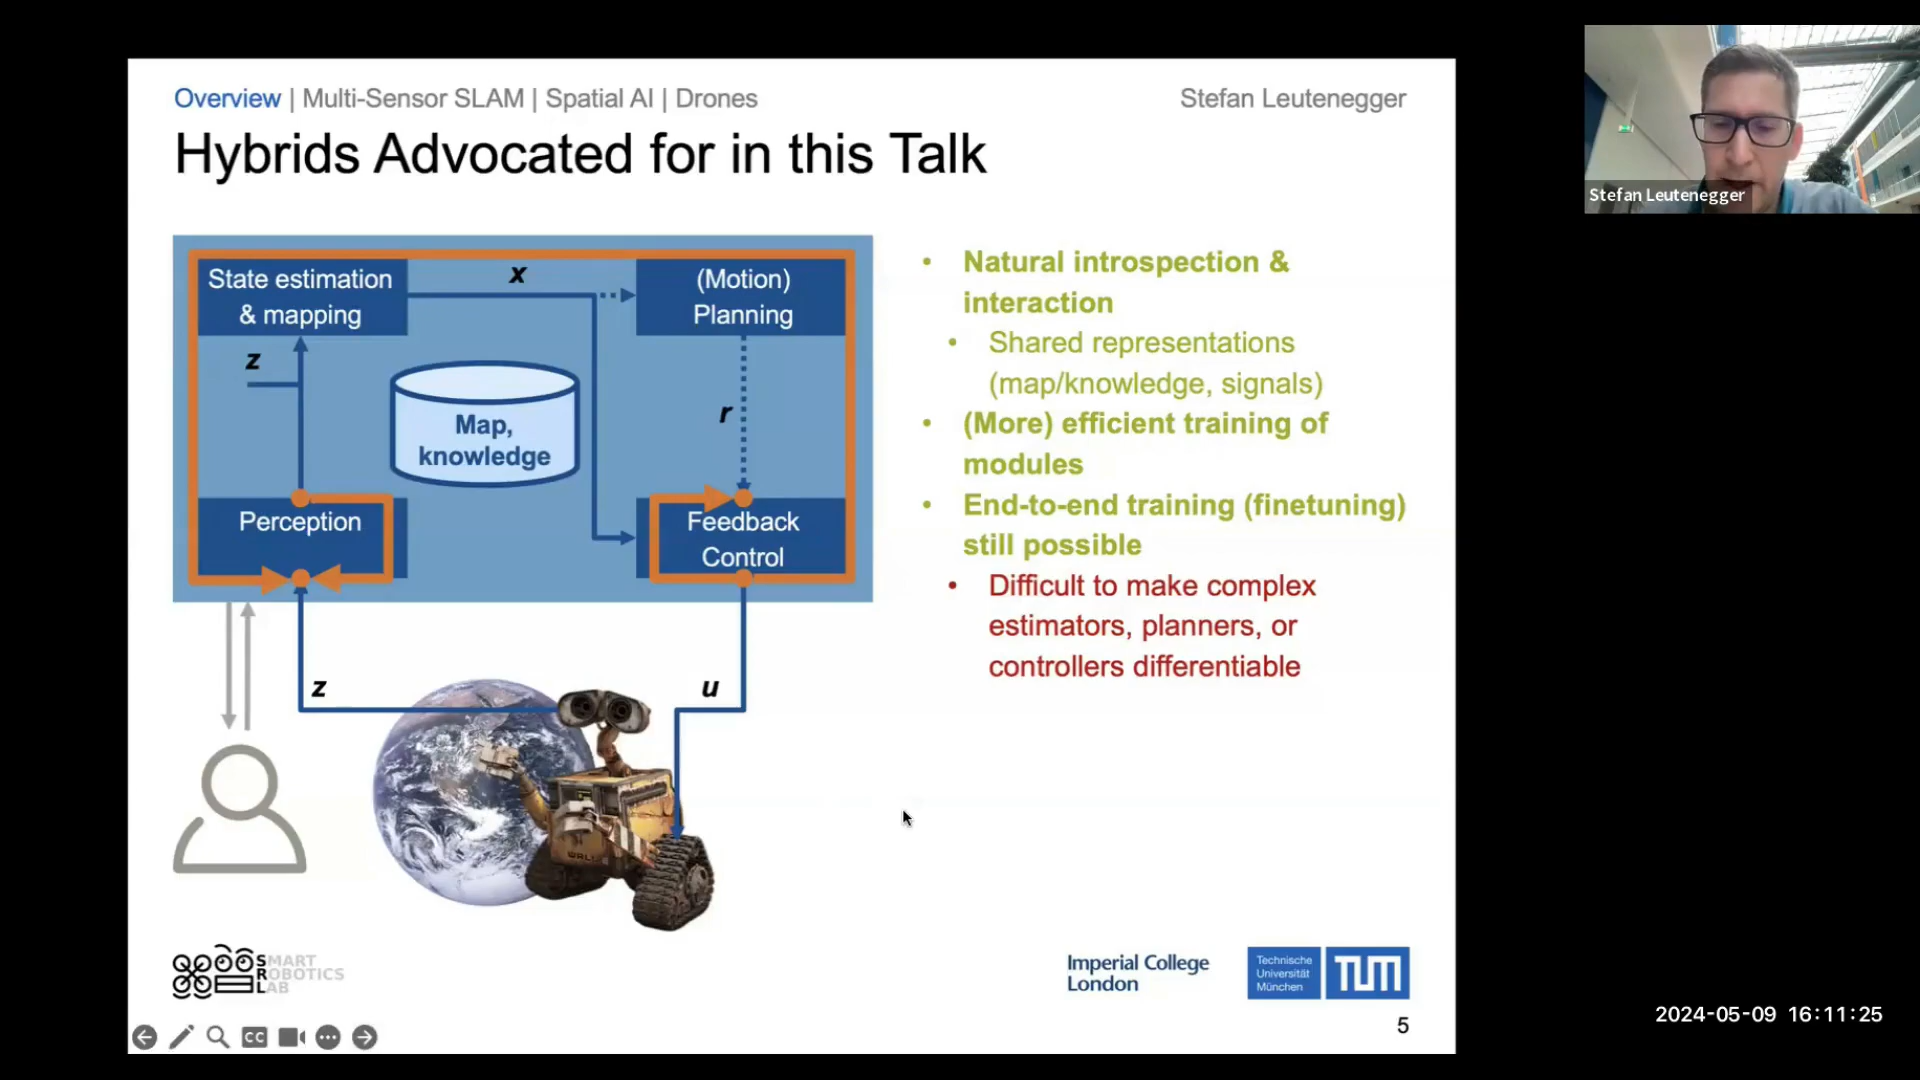 Overview | Multi-Sensor SLAM | Spatial AI | Drones
Stefan Leutenegger
Hybrids Advocated for in this Talk
State estimation
& mapping
x
(Motion)
Planning
z
Map,
knowledge
r
Perception
Feedback
Control
z
u
WALL
• Natural introspection &
interaction
• Shared representations
(map/knowledge, signals)
• (More) efficient training of
modules
• End-to-end training (finetuning)
still possible
• Difficult to make complex
estimators, planners, or
controllers differentiable
SMART
ROBOTICS
LAB
Imperial College
London
Technische
Universität
München
TUM
CC
5
Stefan Leutenegger
2024-05-09 16:11:25